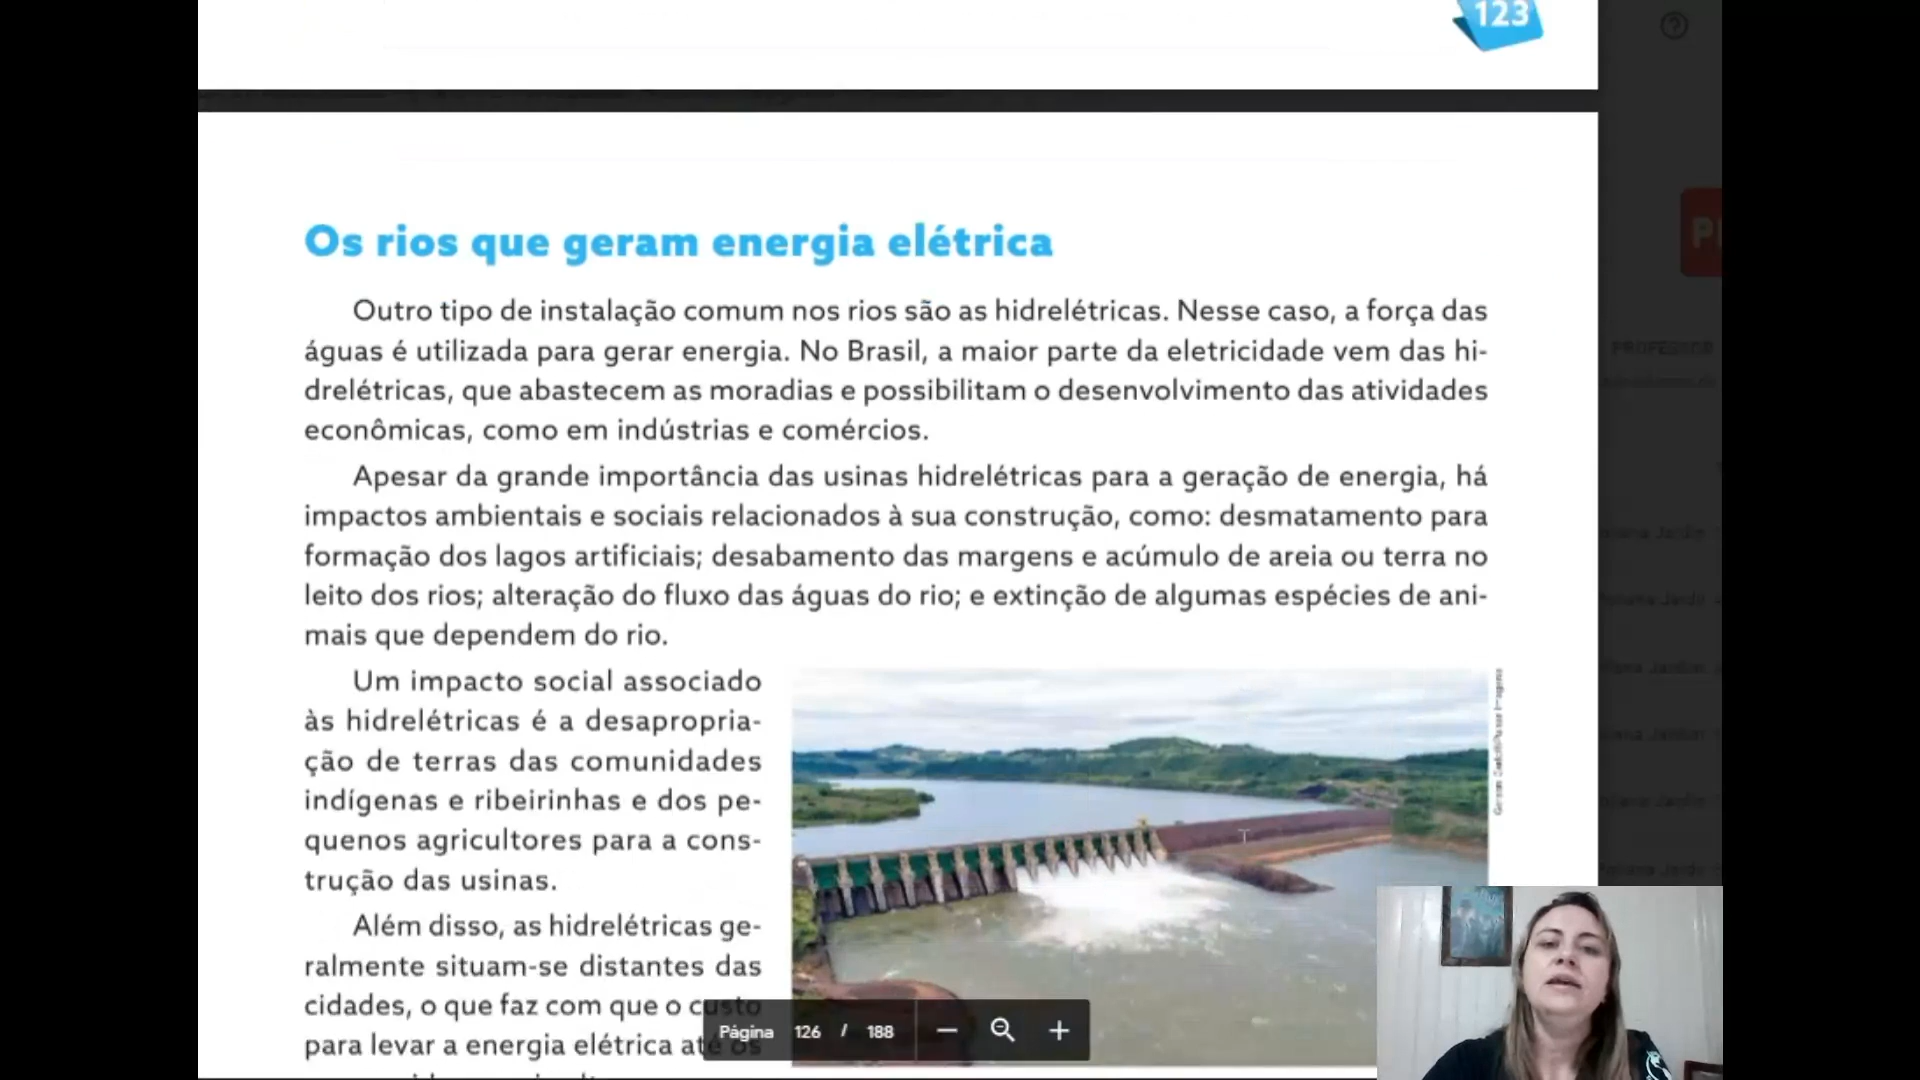 123
Os rios que geram energia elétrica
Outro tipo de instalação comum nos rios são as hidrelétricas. Nesse caso, a força das
águas é utilizada para gerar energia. No Brasil, a maior parte da eletricidade vem das hi-
drelétricas, que abastecem as moradias e possibilitam o desenvolvimento das atividades
econômicas, como em indústrias e comércios.
Apesar da grande importância das usinas hidrelétricas para a geração de energia, há
impactos ambientais e sociais relacionados à sua construção, como: desmatamento para
formação dos lagos artificiais; desabamento das margens e acúmulo de areia ou terra no
leito dos rios; alteração do fluxo das águas do rio; e extinção de algumas espécies de ani-
mais que dependem do rio.
Um impacto social associado
às hidrelétricas é a desapropria-
ção de terras das comunidades
indígenas e ribeirinhas e dos pe-
quenos agricultores para a cons-
trução das usinas.
Além disso, as hidrelétricas ge-
ralmente situam-se distantes das
cidades, o que faz com que o custo
para levar a energia elétrica até os
Página 126 / 188
PROFESSOR